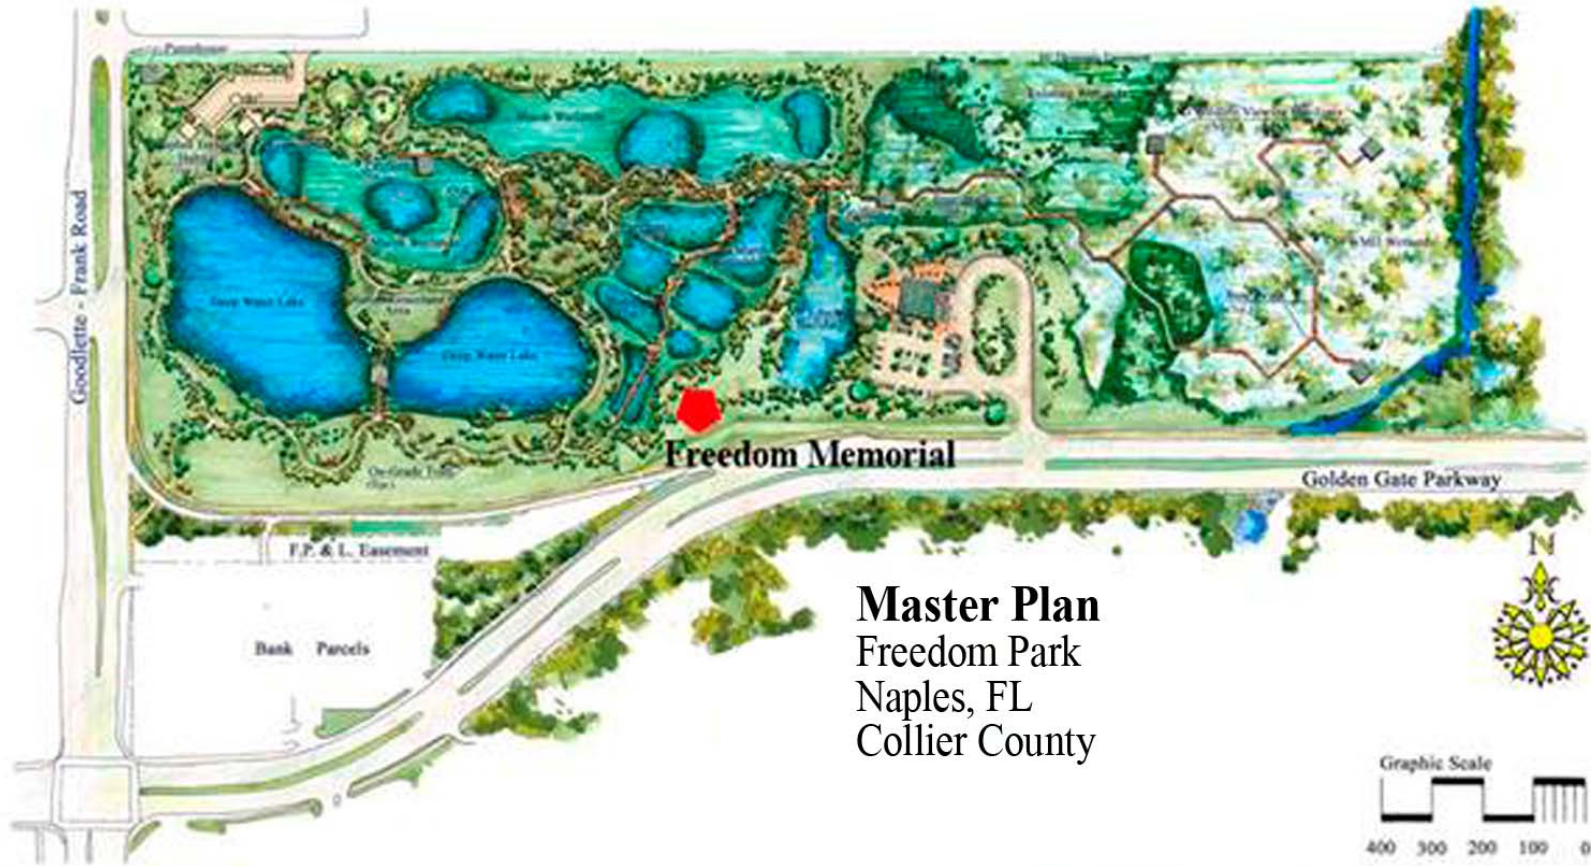 Goodlette - Frank Road
Deep Water Lake
Deep Water Lake
Area
Freedom Memorial
Golden Gate Parkway
F.P. & L. Easement
Bank Parcels
Master Plan
Freedom Park
Naples, FL
Collier County
N
Graphic Scale
400 300 200 100 0